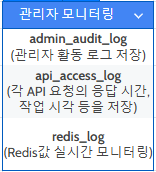 관리자 모니터링
admin_audit_log
(관리자 활동 로그 저장)
api_access_log
(각 API 요청의 응답 시간,
작업 시각 등을 저장)
redis_log
(Redis값 실시간 모니터링)